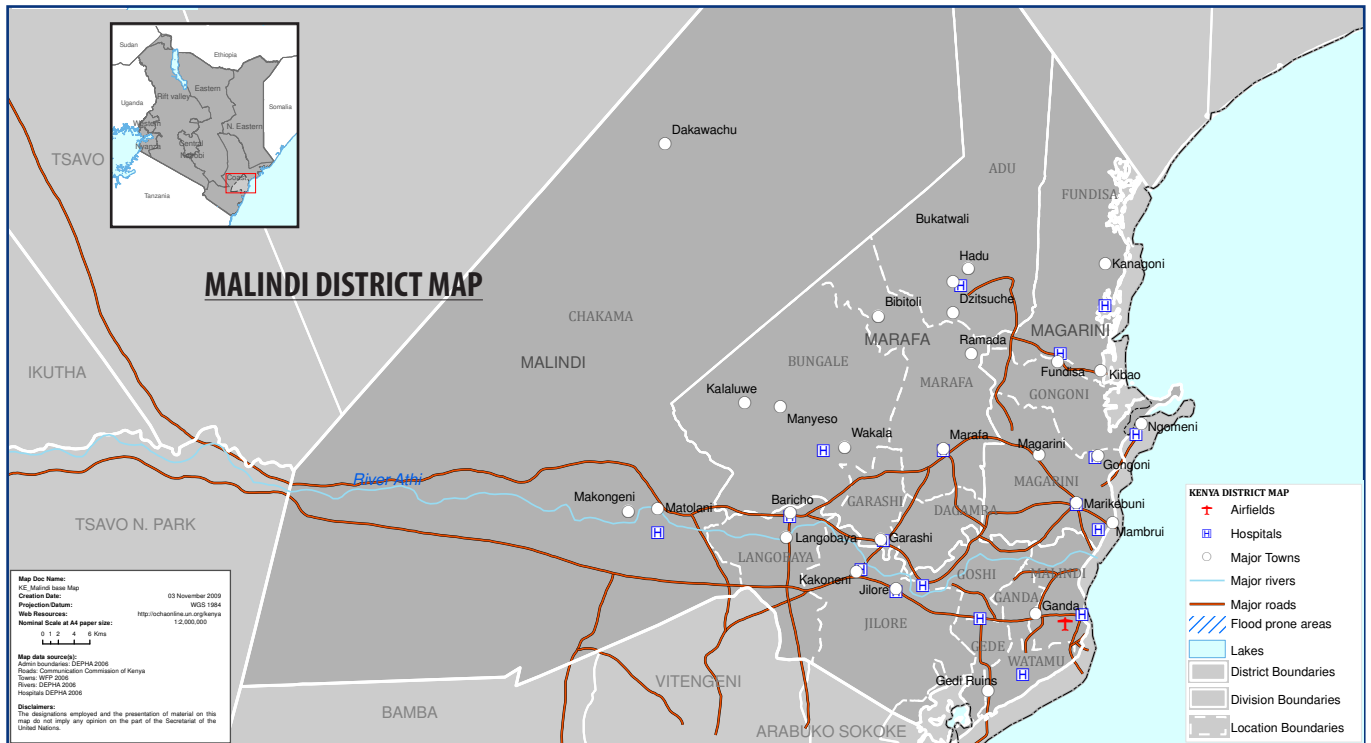 Sudan
Ethiopia
Eastern
Rift valley
Uganda
Somalia
Western
N. Eastern
Nyanza
Central
Nairobi
Coast
Tanzania
MALINDI DISTRICT MAP
TSAVO
Dakawachu
ADU
FUNDISA
Bukatwali
Hadu
Kanagoni
Bibitoli
Dzitsuche
CHAKAMA
MARAFA
MAGARINI
MALINDI
BUNGALE
Ramada
IKUTHA
MARAFA
Fundisa
Kibao
GONGONI
Kalaluwe
Manyeso
Ngomeni
Wakala
Marafa
Magarini
Gongoni
River Athi
MAGARINI
Makongeni
Matolani
Baricho
GARASHI
DAGAMRA
Marikebuni
TSAVO N. PARK
Mambrui
Langobaya
Garashi
LANGOBAYA
Kakoneni
GOSHI
MALINDI
Jilore
GANDA
Ganda
JILORE
GEDE
WATAMU
VITENGENI
Gedi Ruins
BAMBA
ARABUKO SOKOKE
KENYA DISTRICT MAP
Airfields
H Hospitals
Major Towns
Major rivers
Major roads
Flood prone areas
Lakes
District Boundaries
Division Boundaries
Location Boundaries
Map Doc Name:
KE_Malindi base Map
Creation Date: 03 November 2009
Projection/Datum: WGS 1984
Web Resources: http://ochaonline.un.org/kenya
Nominal Scale at A4 paper size: 1:2,000,000
0 1 2 4 6 Kms
Map data source(s):
Admin boundaries: DEPHA 2006
Roads: Communication Commission of Kenya
Towns: WFP 2006
Rivers: DEPHA 2006
Hospitals DEPHA 2006
Disclaimers:
The designations employed and the presentation of material on this
map do not imply any opinion on the part of the Secretariat of the
United Nations.